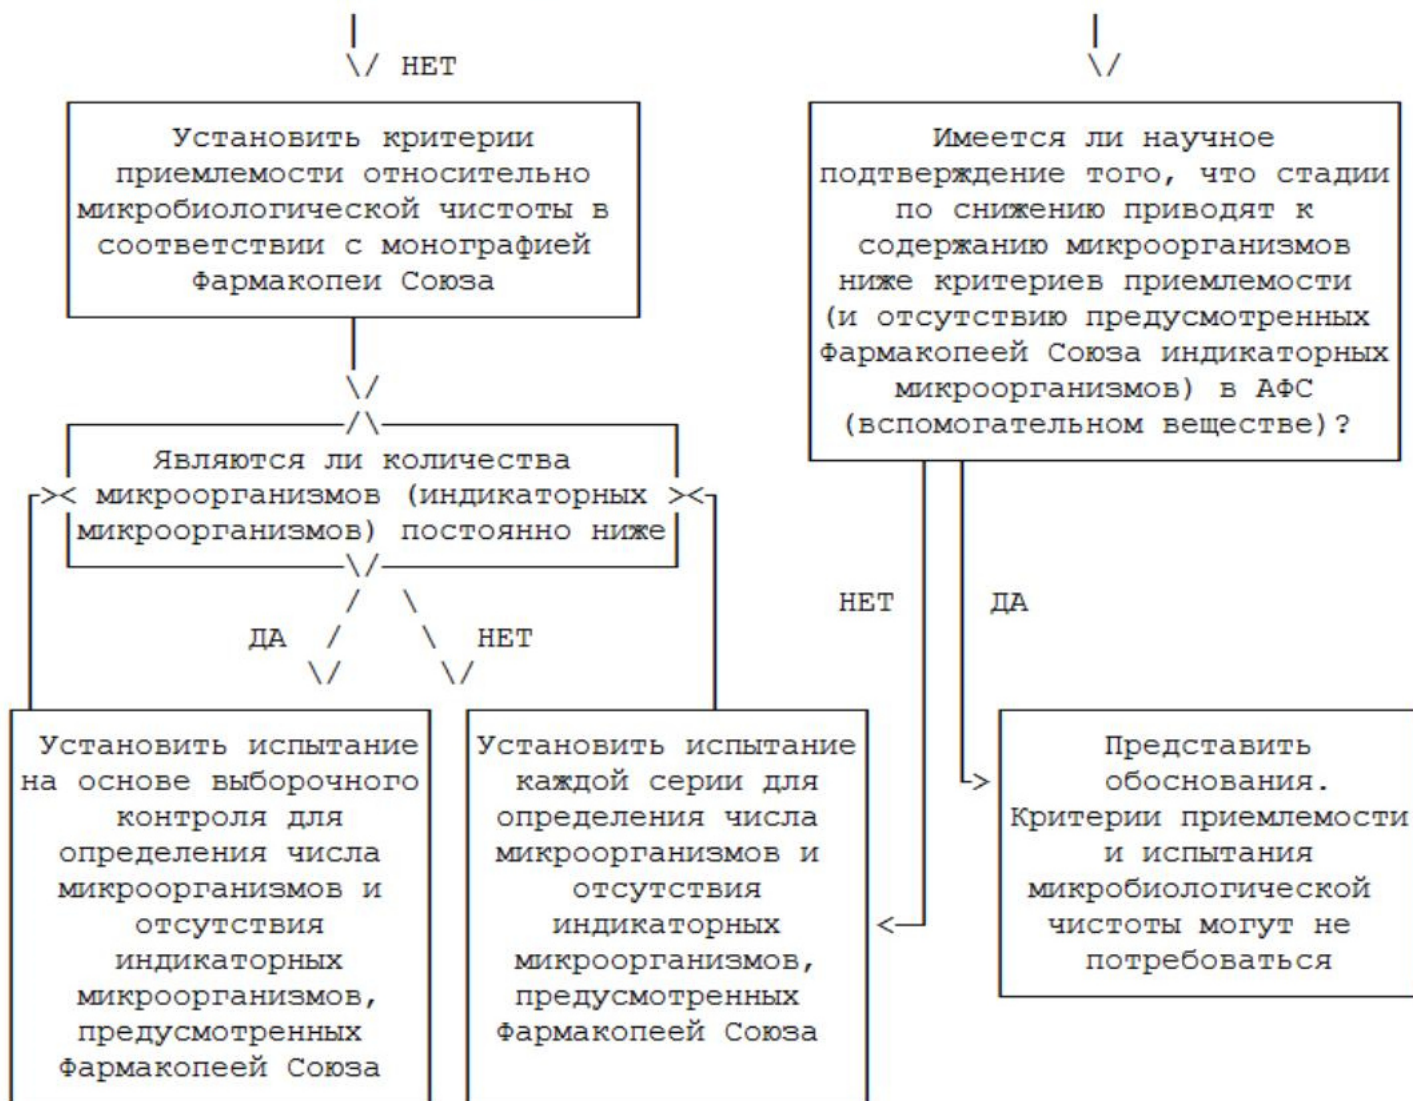 НЕТ
Установить критерии
приемлемости относительно
микробиологической чистоты в
соответствии с монографией
Фармакопеи Союза
Имеется ли научное
подтверждение того, что стадии
по снижению приводят к
содержанию микроорганизмов
ниже критериев приемлемости
(и отсутствию предусмотренных
Фармакопеей Союза индикаторных
микроорганизмов) в АФС
(вспомогательном веществе)?
Являются ли количества
микроорганизмов (индикаторных
микроорганизмов) постоянно ниже
ДА
НЕТ
НЕТ
ДА
Установить испытание
на основе выборочного
контроля для
определения числа
микроорганизмов и
отсутствия
индикаторных
микроорганизмов,
предусмотренных
Фармакопеей Союза
Установить испытание
каждой серии для
определения числа
микроорганизмов и
отсутствия
индикаторных
микроорганизмов,
предусмотренных
Фармакопеей Союза
Представить
обоснования.
Критерии приемлемости
и испытания
микробиологической
чистоты могут не
потребоваться